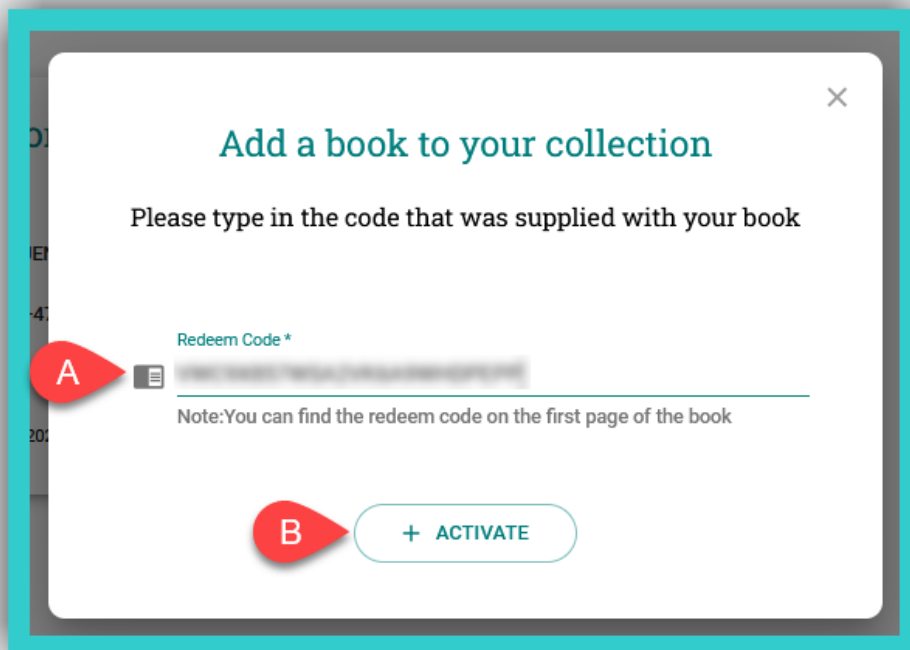 Add a book to your collection
Please type in the code that was supplied with your book
Redeem Code *
A
Note:You can find the redeem code on the first page of the book
B
+ ACTIVATE